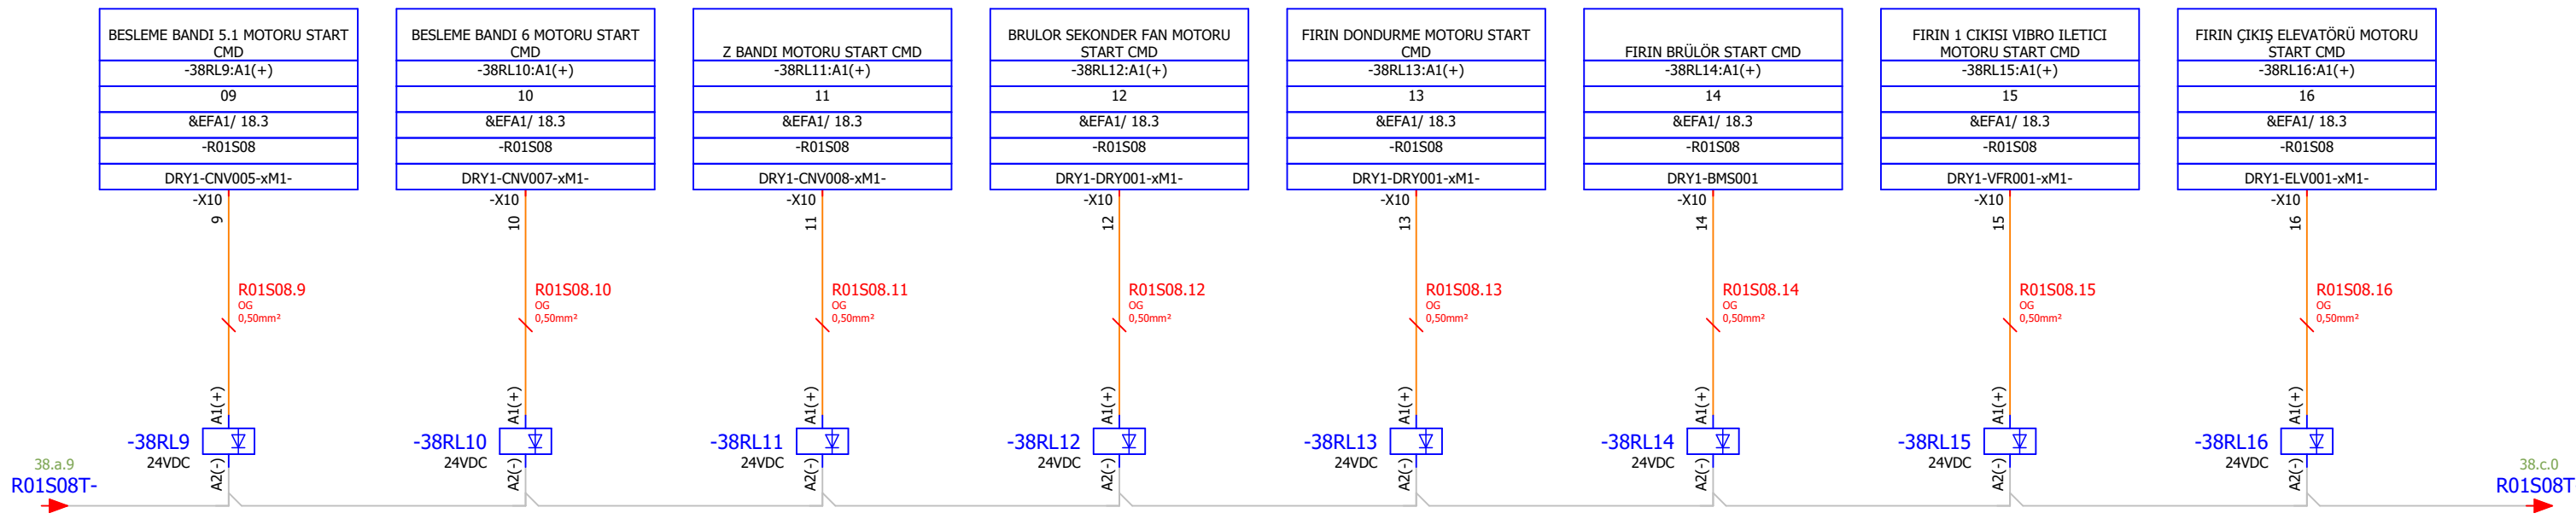 BESLEME BANDI 5.1 MOTORU START
CMD
-38RL9:A1(+)
09
&EFA1/ 18.3
-R01S08
DRY1-CNV005-xM1-
BESLEME BANDI 6 MOTORU START
CMD
-38RL10:A1(+)
10
&EFA1/ 18.3
-R01S08
DRY1-CNV007-xM1-
Z BANDI MOTORU START CMD
-38RL11:A1(+)
11
&EFA1/ 18.3
-R01S08
DRY1-CNV008-xM1-
BRULOR SEKONDER FAN MOTORU
START CMD
-38RL12:A1(+)
12
&EFA1/ 18.3
-R01S08
DRY1-DRY001-xM1-
FIRIN DONDURME MOTORU START
CMD
-38RL13:A1(+)
13
&EFA1/ 18.3
-R01S08
DRY1-DRY001-xM1-
FIRIN BRÜLÖR START CMD
-38RL14:A1(+)
14
&EFA1/ 18.3
-R01S08
DRY1-BMS001
FIRIN 1 CIKISI VIBRO ILETICI
MOTORU START CMD
-38RL15:A1(+)
15
&EFA1/ 18.3
-R01S08
DRY1-VFR001-xM1-
FIRIN ÇIKIŞ ELEVATÖRÜ MOTORU
START CMD
-38RL16:A1(+)
16
&EFA1/ 18.3
-R01S08
DRY1-ELV001-xM1-
-X10
9
R01S08.9
OG
0,50mm²
A1(+)
-38RL9
24VDC
A2(-)
-X10
10
R01S08.10
OG
0,50mm²
A1(+)
-38RL10
24VDC
A2(-)
-X10
11
R01S08.11
OG
0,50mm²
A1(+)
-38RL11
24VDC
A2(-)
-X10
12
R01S08.12
OG
0,50mm²
A1(+)
-38RL12
24VDC
A2(-)
-X10
13
R01S08.13
OG
0,50mm²
A1(+)
-38RL13
24VDC
A2(-)
-X10
14
R01S08.14
OG
0,50mm²
A1(+)
-38RL14
24VDC
A2(-)
-X10
15
R01S08.15
OG
0,50mm²
A1(+)
-38RL15
24VDC
A2(-)
-X10
16
R01S08.16
OG
0,50mm²
A1(+)
-38RL16
24VDC
A2(-)
38.a.9
R01S08T-
38.c.0
R01S08T